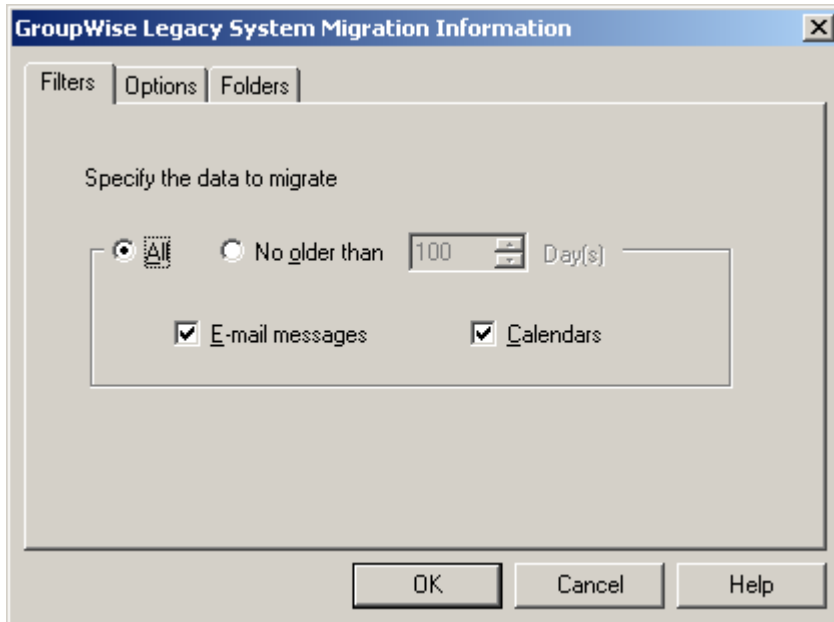 GroupWise Legacy System Migration Information
Filters Options Folders
Specify the data to migrate
All No older than 100 Day(s)
E-mail messages Calendars
OK Cancel Help